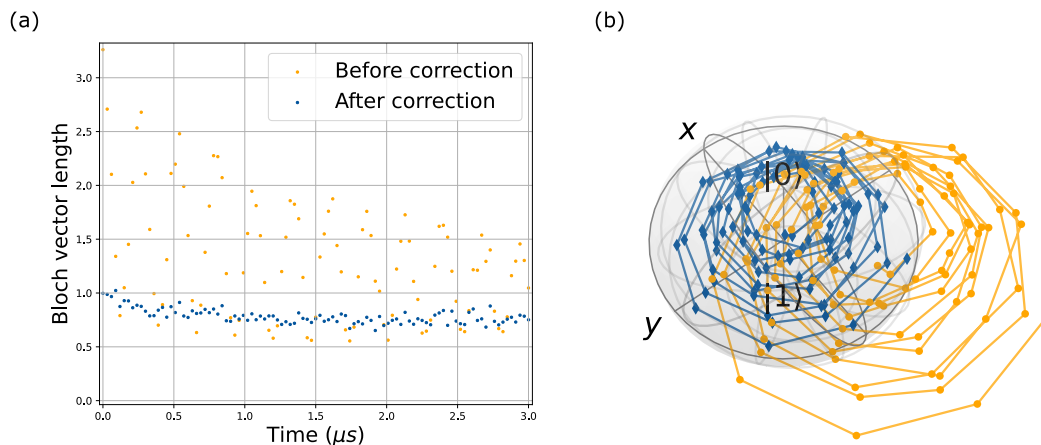 (a)
(b)
Bloch vector length
3.0
2.5
2.0
1.5
1.0
0.5
0.0
Before correction
After correction
0.0 0.5 1.0 1.5 2.0 2.5 3.0
Time (μs)
x
|0⟩
|1⟩
y